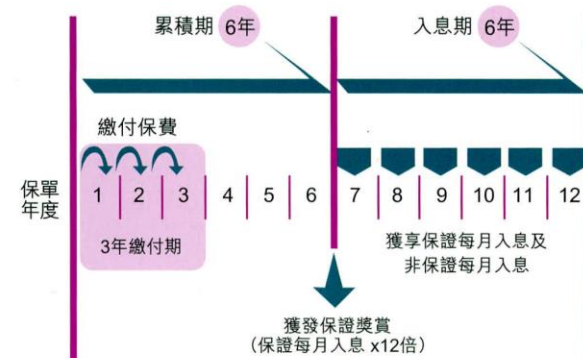 累積期 6年
入息期 6年
繳付保費
保單
年度
1 2 3 4 5 6 7 8 9 10 11 12
3年繳付期
獲享保證每月入息及
非保證每月入息
獲發保證獎賞
(保證每月入息 x12倍)